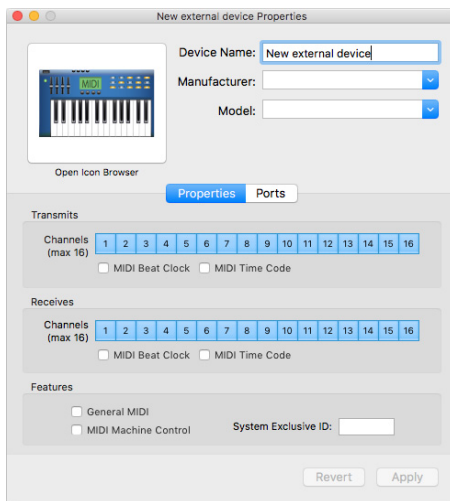 New external device Properties
Device Name: New external device
Manufacturer:
MIDI
Model:
Open Icon Browser
Properties Ports
Transmits
Channels
(max 16)
1 2 3 4 5 6 7 8 9 10 11 12 13 14 15 16
MIDI Beat Clock MIDI Time Code
Receives
Channels
(max 16)
1 2 3 4 5 6 7 8 9 10 11 12 13 14 15 16
MIDI Beat Clock MIDI Time Code
Features
General MIDI
MIDI Machine Control System Exclusive ID:
Revert Apply